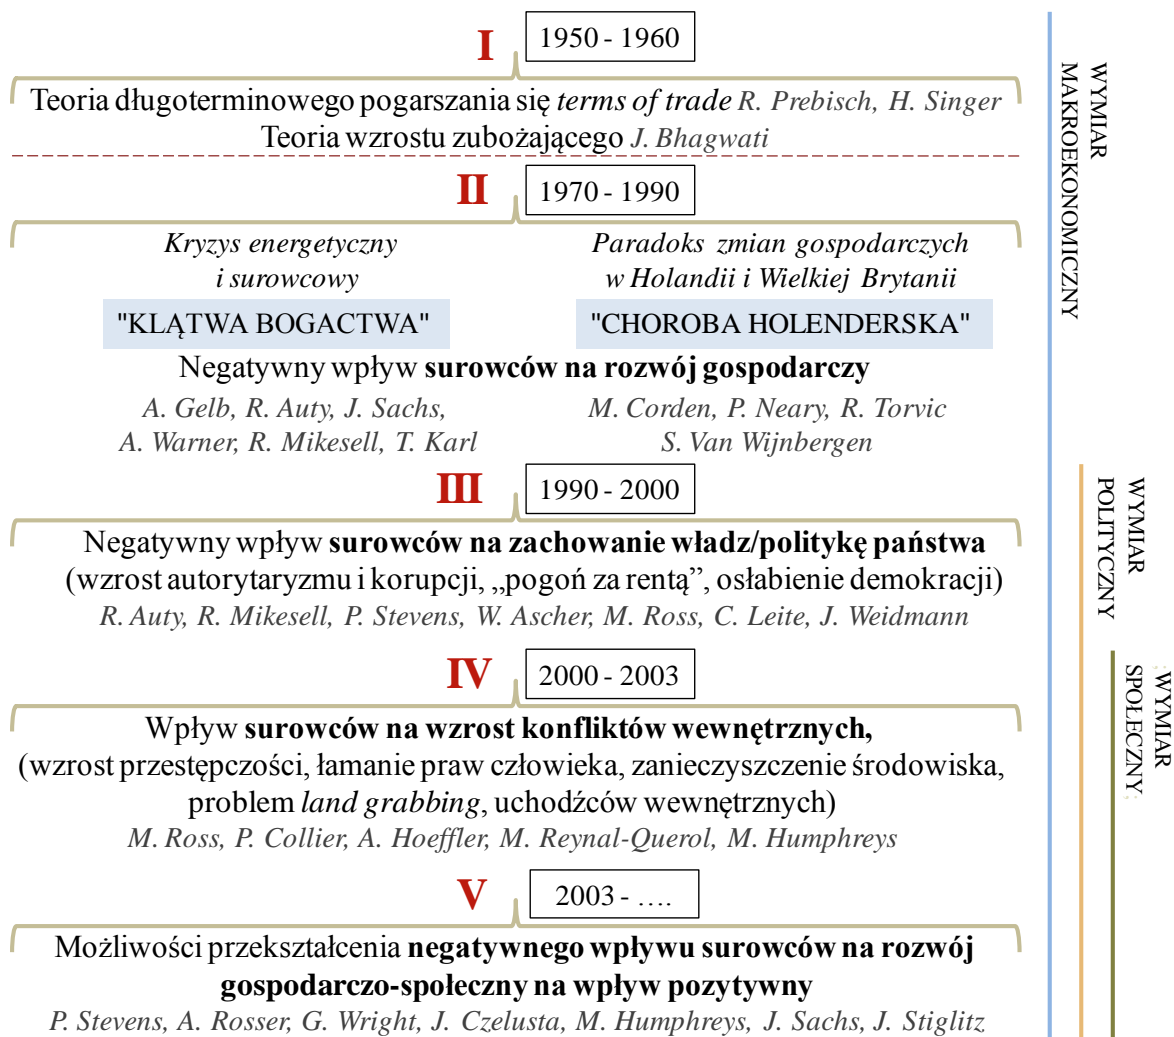 I
1950 - 1960
Teoria długoterminowego pogarszania się terms of trade R. Prebisch, H. Singer
Teoria wzrostu zubożającego J. Bhagwati
II
1970 - 1990
Kryzys energetyczny
i surowcowy
"KLĄTWA BOGACTWA"
Paradoks zmian gospodarczych
w Holandii i Wielkiej Brytanii
"CHOROBA HOLENDERSKA"
Negatywny wpływ surowców na rozwój gospodarczy
A. Gelb, R. Auty, J. Sachs,
A. Warner, R. Mikesell, T. Karl
M. Corden, P. Neary, R. Torvic
S. Van Wijnbergen
III
1990 - 2000
Negatywny wpływ surowców na zachowanie władz/politykę państwa
(wzrost autorytaryzmu i korupcji, „pogoń za rentą”, osłabienie demokracji)
R. Auty, R. Mikesell, P. Stevens, W. Ascher, M. Ross, C. Leite, J. Weidmann
IV
2000 - 2003
Wpływ surowców na wzrost konfliktów wewnętrznych,
(wzrost przestępczości, łamanie praw człowieka, zanieczyszczenie środowiska,
problem land grabbing, uchodźców wewnętrznych)
M. Ross, P. Collier, A. Hoeffler, M. Reynal-Querol, M. Humphreys
V
2003 - ....
Możliwości przekształcenia negatywnego wpływu surowców na rozwój
gospodarczo-społeczny na wpływ pozytywny
P. Stevens, A. Rosser, G. Wright, J. Czelusta, M. Humphreys, J. Sachs, J. Stiglitz
WYMIAR
MAKROEKONOMICZNY
WYMIAR
POLITYCZNY
WYMIAR
SPOŁECZNY